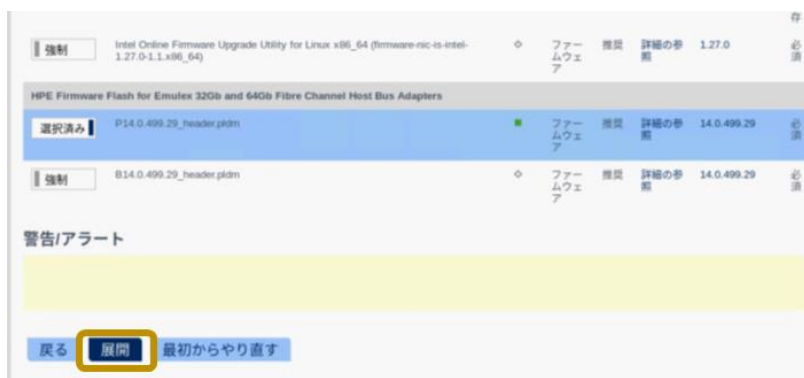 存
強制 Intel Online Firmware Upgrade Utility for Linux x86_64 (firmware-nic-is-intel- ファー 推奨 詳細の参 1.27.0 必
1.27.0-1.1.x86_64) ムウェ 照 須
ア
HPE Firmware Flash for Emulex 32Gb and 64Gb Fibre Channel Host Bus Adapters
選択済み P14.0.499.29_header.pldm ファー 推奨 詳細の参 14.0.499.29 必
ムウェ 照 須
ア
強制 B14.0.499.29_header.pldm ファー 推奨 詳細の参 14.0.499.29 必
ムウェ 照 須
ア
警告/アラート
戻る 展開 最初からやり直す